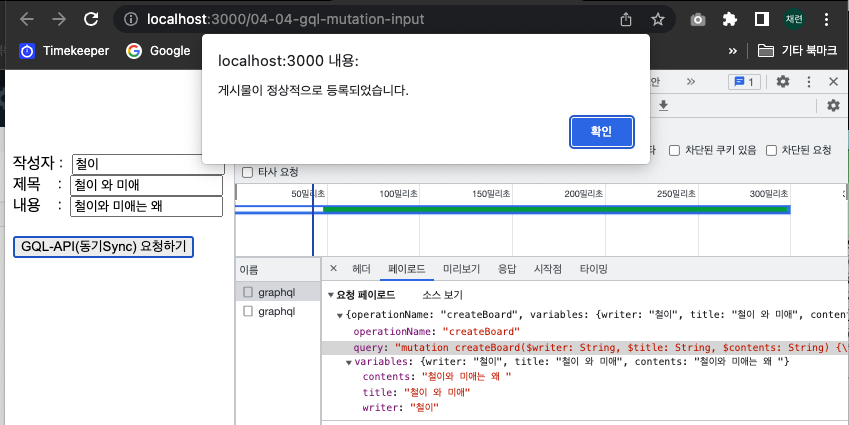 localhost:3000/04-04-gql-mutation-input
채련
Timekeeper
Google
»
기타 북마크
localhost:3000 내용:
게시물이 정상적으로 등록되었습니다.
확인
안
»
1
차단된 쿠키 있음
차단된 요청
타사 요청
작성자 : 철이
제목 : 철이 와 미애
내용 : 철이와 미애는 왜
GQL-API(동기Sync) 요청하기
50밀리초
100밀리초
150밀리초
200밀리초
250밀리초
300밀리초
이름
헤더
페이로드
미리보기
응답
시작점
타이밍
graphql
graphql
▼요청 페이로드
소스 보기
▼{operationName: "createBoard", variables: {writer: "철이", title: "철이 와 미애", conten
operationName: "createBoard"
query: "mutation createBoard($writer: String, $title: String, $contents: String) {\
▼variables: {writer: "철이", title: "철이 와 미애", contents: "철이와 미애는 왜 "}
contents: "철이와 미애는 왜 "
title: "철이 와 미애"
writer: "철이"